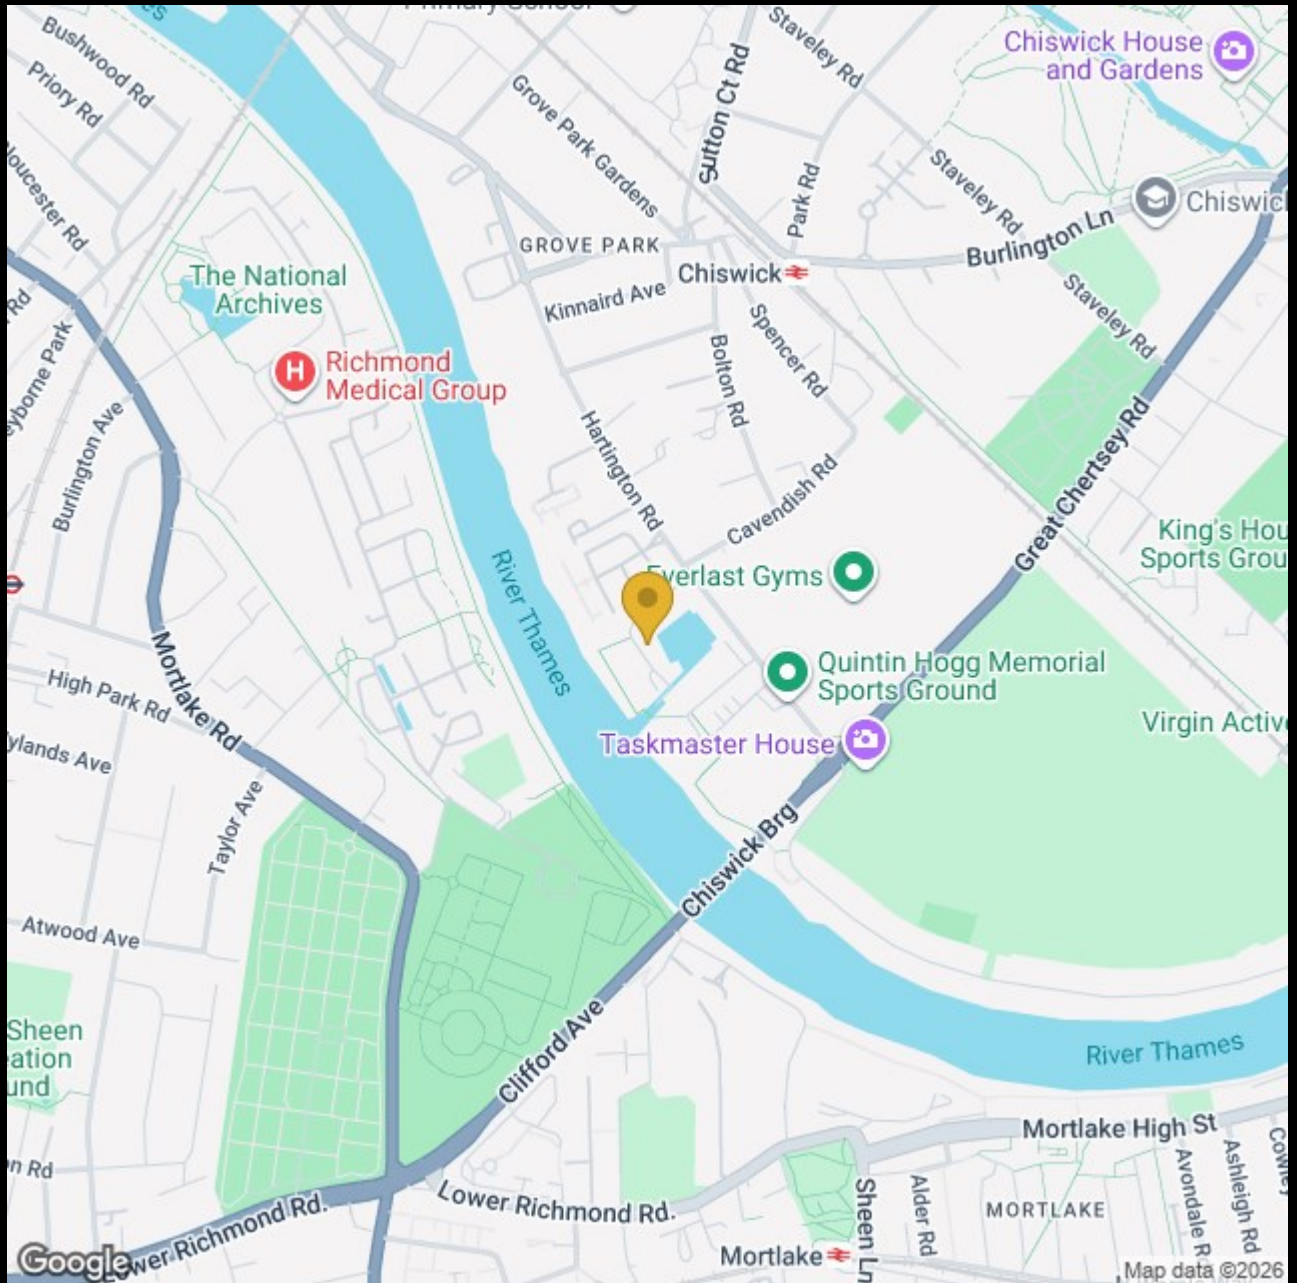 Bushwood Rd
Priory Rd
Staveley Rd
Chiswick House
and Gardens
Sutton Ct Rd
Grove Park Gardens
Park Rd
Staveley Rd
Burlington Ln
GROVE PARK
Chiswick
Kinnaird Ave
Spencer Rd
Bolton Rd
Staveley Rd
The National
Archives
Richmond
Medical Group
Burlington Ave
Hartington Rd
Cavendish Rd
Great Chertsey Rd
Everlast Gyms
River Thames
Quintin Hogg Memorial
Sports Ground
Taskmaster House
Mortlake Rd
High Park Rd
Taylor Ave
Chiswick Brg
Atwood Ave
Clifford Ave
Sheen
River Thames
Mortlake High St
Lower Richmond Rd.
Lower Richmond Rd.
Sheen Ln
Alder Rd
MORTLAKE
Ashleigh Rd
Mortlake
Google
Map data ©2026